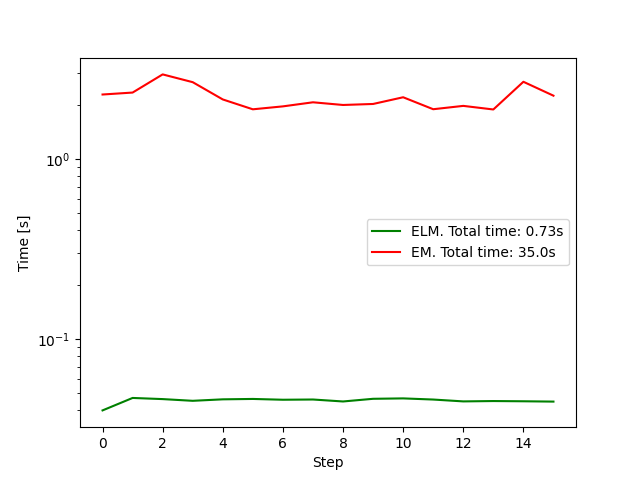 10⁰
10⁻¹
Time [s]
ELM. Total time: 0.73s
EM. Total time: 35.0s
0 2 4 6 8 10 12 14
Step